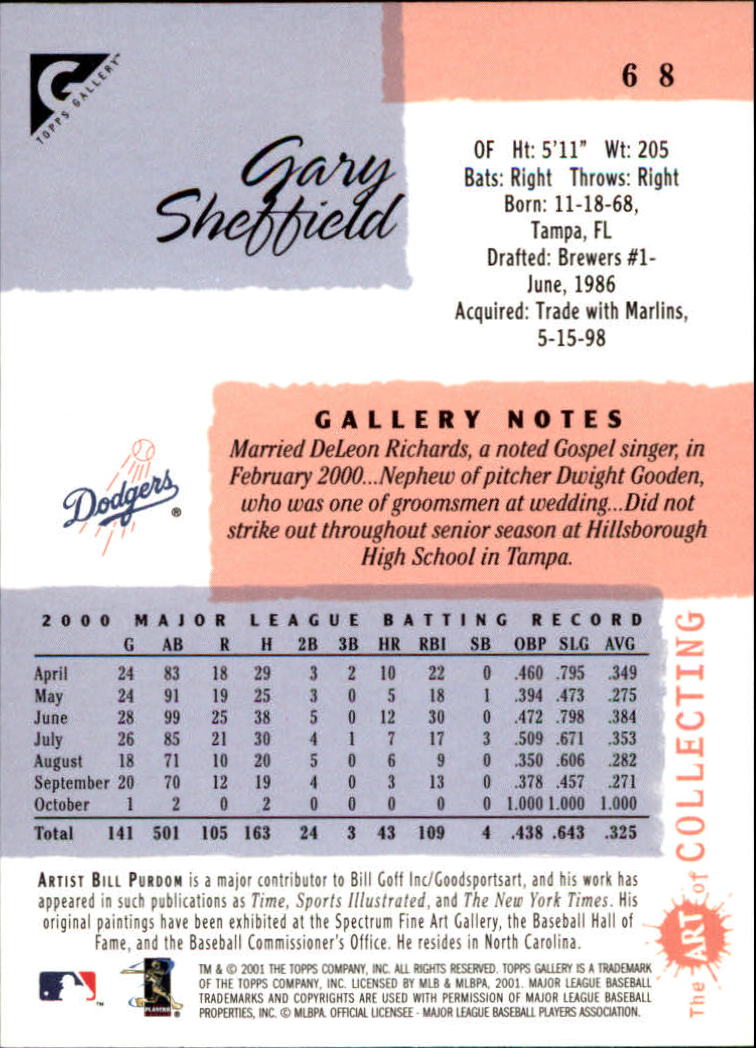 G
TOPPS GALLERY™
6 8
Gary
Sheffield
OF Ht: 5'11" Wt: 205
Bats: Right Throws: Right
Born: 11-18-68,
Tampa, FL
Drafted: Brewers #1-
June, 1986
Acquired: Trade with Marlins,
5-15-98
GALLERY NOTES
Married DeLeon Richards, a noted Gospel singer, in
February 2000...Nephew of pitcher Dwight Gooden,
who was one of groomsmen at wedding...Did not
strike out throughout senior season at Hillsborough
High School in Tampa.
Dodgers®
2000 MAJOR LEAGUE BATTING RECORD
G AB R H 2B 3B HR RBI SB OBP SLG AVG
April 24 83 18 29 3 2 10 22 0 .460 .795 .349
May 24 91 19 25 3 0 5 18 1 .394 .473 .275
June 28 99 25 38 5 0 12 30 0 .472 .798 .384
July 26 85 21 30 4 1 7 17 3 .509 .671 .353
August 18 71 10 20 5 0 6 9 0 .350 .606 .282
September 20 70 12 19 4 0 3 13 0 .378 .457 .271
October 1 2 0 2 0 0 0 0 0 1.000 1.000 1.000
Total 141 501 105 163 24 3 43 109 4 .438 .643 .325
The ART of COLLECTING
ARTIST BILL PURDOM is a major contributor to Bill Goff Inc/Goodsportsart, and his work has
appeared in such publications as Time, Sports Illustrated, and The New York Times. His
original paintings have been exhibited at the Spectrum Fine Art Gallery, the Baseball Hall of
Fame, and the Baseball Commissioner's Office. He resides in North Carolina.
TM & © 2001 THE TOPPS COMPANY, INC. ALL RIGHTS RESERVED. TOPPS GALLERY IS A TRADEMARK
OF THE TOPPS COMPANY, INC. LICENSED BY MLB & MLBPA, 2001. MAJOR LEAGUE BASEBALL
TRADEMARKS AND COPYRIGHTS ARE USED WITH PERMISSION OF MAJOR LEAGUE BASEBALL
PROPERTIES, INC. © MLBPA. OFFICIAL LICENSEE - MAJOR LEAGUE BASEBALL PLAYERS ASSOCIATION.